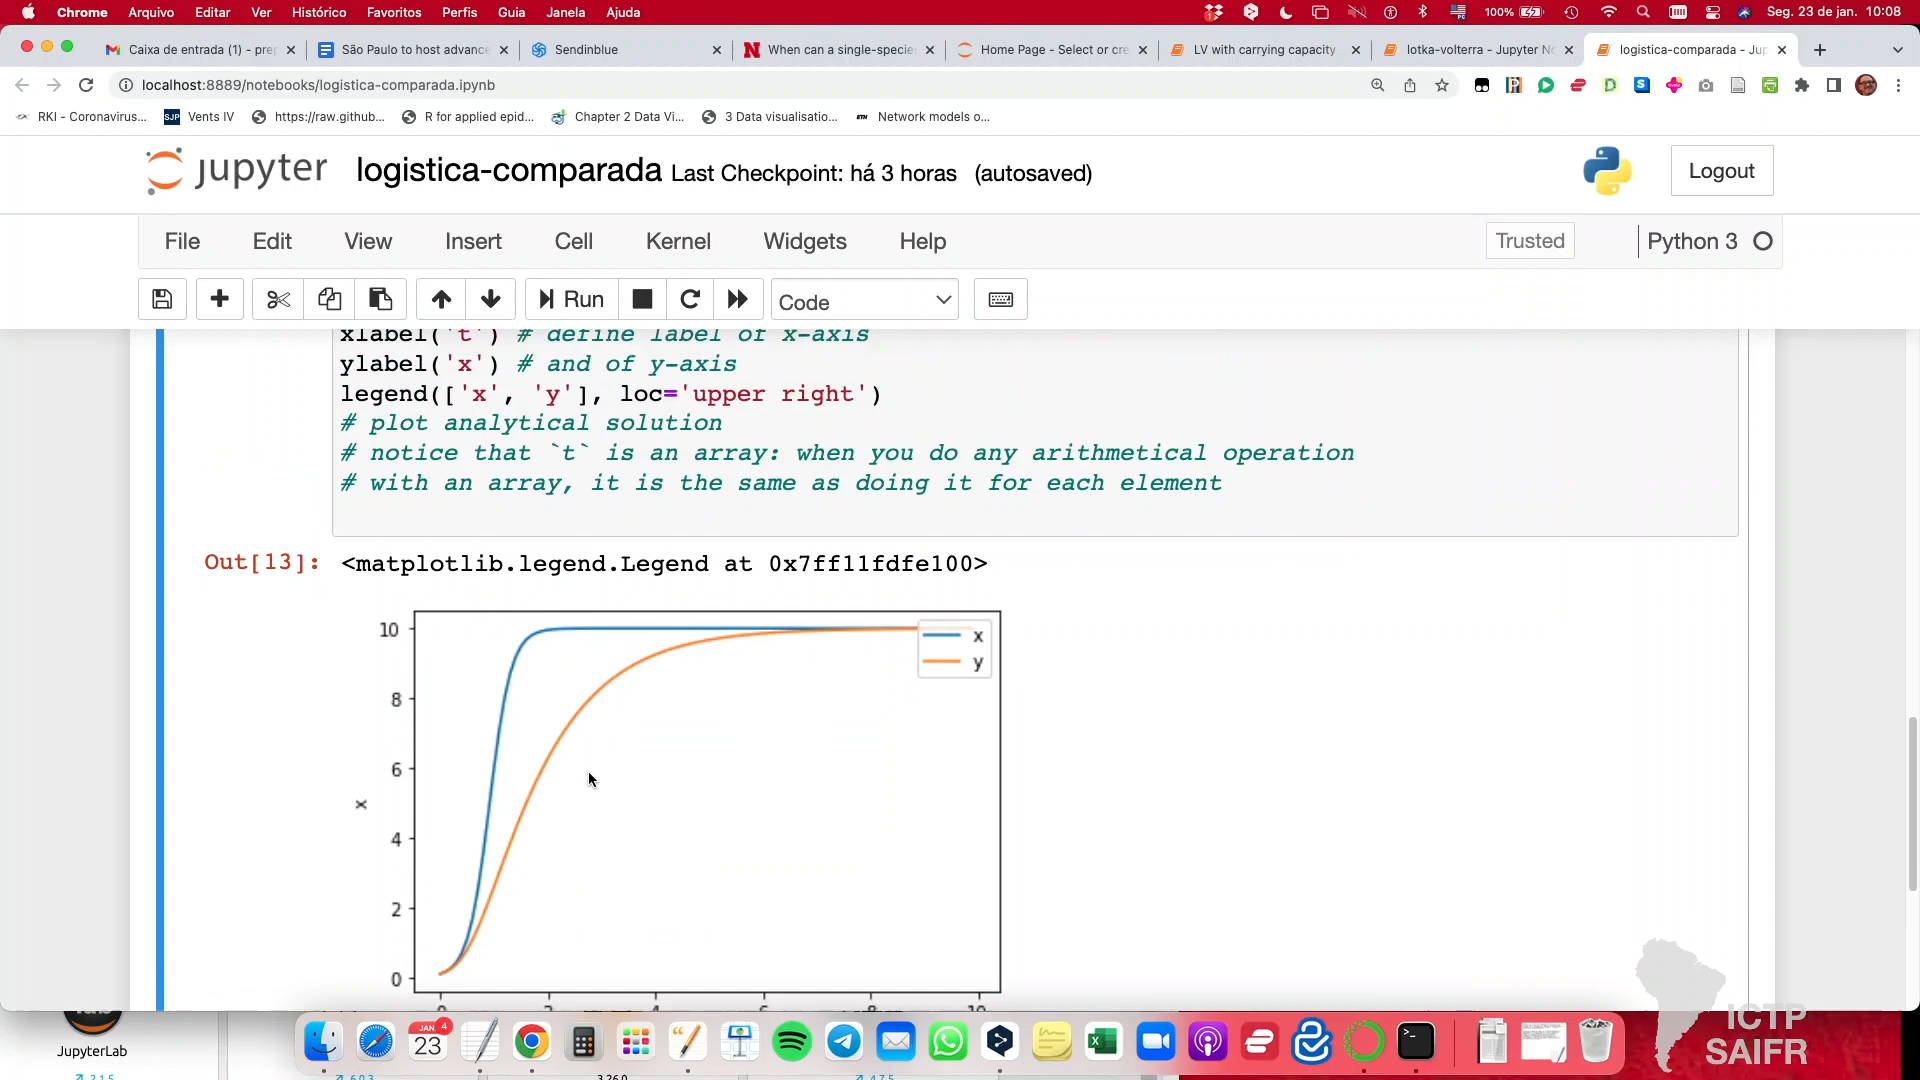 Chrome Arquivo Editar Ver Histórico Favoritos Perfis Guia Janela Ajuda 100% Seg. 23 de jan. 10:08
Caixa de entrada (1) - pre São Paulo to host advance Sendinblue When can a single-specie Home Page - Select or cre LV with carrying capacity lotka-volterra - Jupyter No logistica-comparada - Jup
localhost:8889/notebooks/logistica-comparada.ipynb
RKI - Coronavirus... SJP Vents IV https://raw.github... R for applied epid... Chapter 2 Data Vi... 3 Data visualisatio... ETH Network models o...
jupyter logistica-comparada Last Checkpoint: há 3 horas (autosaved) Logout
File Edit View Insert Cell Kernel Widgets Help Trusted Python 3
Run Code
xlabel('t') # define label of x-axis
ylabel('x') # and of y-axis
legend(['x', 'y'], loc='upper right')
# plot analytical solution
# notice that `t` is an array: when you do any arithmetical operation
# with an array, it is the same as doing it for each element
Out[13]: <matplotlib.legend.Legend at 0x7ff11fdfe100>
10
x
y
8
6
x
4
2
0
JAN. 4
23
JupyterLab
ICTP
SAIFR